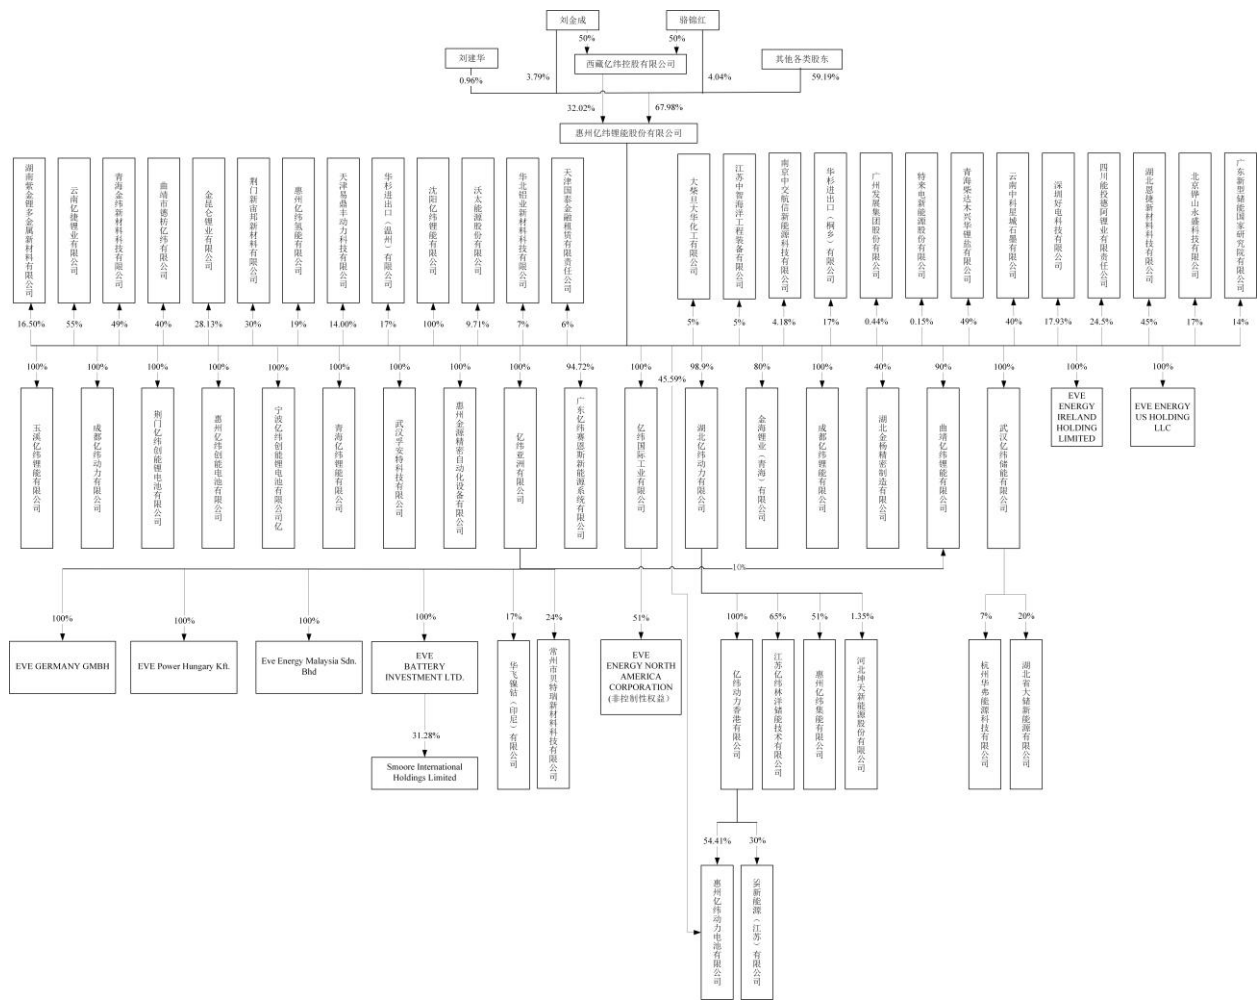 刘金成
骆锦红
50%
50%
刘建华
西藏亿纬控股有限公司
其他各类股东
0.96%
3.79%
4.04%
59.19%
32.02%
67.98%
惠州亿纬锂能股份有限公司
湖南紫金锂多金属新材料有限公司
云南亿捷锂业有限公司
青海金纬新材料科技有限公司
曲靖市德枋亿纬有限公司
金昆仑锂业有限公司
荆门新宙邦新材料有限公司
惠州亿纬氢能有限公司
天津易鼎丰动力科技有限公司
华杉进出口（温州）有限公司
沈阳亿纬锂能有限公司
沃太能源股份有限公司
华北铝业新材料科技有限公司
天津国泰金融租赁有限责任公司
大柴旦大华化工有限公司
江苏中智海洋工程装备有限公司
南京中交航信新能源科技有限公司
华杉进出口（桐乡）有限公司
广州发展集团股份有限公司
特来电新能源股份有限公司
青海柴达木兴华锂盐有限公司
云南中科星城石墨有限公司
深圳好电科技有限公司
四川能投德阿锂业有限责任公司
湖北恩捷新材料科技有限公司
北京铧山永盛科技有限公司
广东新型储能国家研究院有限公司
16.50%
55%
49%
40%
28.13%
30%
19%
14.00%
17%
100%
9.71%
7%
6%
5%
5%
4.18%
17%
0.44%
0.15%
49%
40%
17.93%
24.5%
45%
17%
14%
100%
100%
100%
100%
100%
100%
100%
100%
100%
94.72%
100%
45.59%
98.9%
80%
100%
40%
90%
100%
100%
100%
玉溪亿纬锂能有限公司
成都亿纬动力有限公司
荆门亿纬创能锂电池有限公司
惠州亿纬创能电池有限公司
宁波亿纬创能锂电池有限公司亿
青海亿纬锂能有限公司
武汉孚安特科技有限公司
惠州金源精密自动化设备有限公司
亿纬亚洲有限公司
广东亿纬赛恩斯新能源系统有限公司
亿纬国际工业有限公司
湖北亿纬动力有限公司
金海锂业（青海）有限公司
成都亿纬锂能有限公司
湖北金杨精密制造有限公司
曲靖亿纬锂能有限公司
武汉亿纬储能有限公司
EVE
ENERGY
IRELAND
HOLDING
LIMITED
EVE ENERGY
US HOLDING
LLC
10%
100%
100%
100%
100%
17%
24%
51%
100%
65%
51%
1.35%
7%
20%
EVE GERMANY GMBH
EVE Power Hungary Kft.
Eve Energy Malaysia Sdn.
Bhd
EVE
BATTERY
INVESTMENT LTD.
华飞镍钴（印尼）有限公司
常州市贝特瑞新材料科技有限公司
EVE
ENERGY NORTH
AMERICA
CORPORATION
(非控制性权益）
亿纬动力香港有限公司
江苏亿纬林洋储能技术有限公司
惠州亿纬集能有限公司
河北坤天新能源股份有限公司
杭州华弗能源科技有限公司
湖北省大储新能源有限公司
31.28%
Smoore International
Holdings Limited
54.41%
30%
惠州亿纬动力电池有限公司
SK新能源（江苏）有限公司